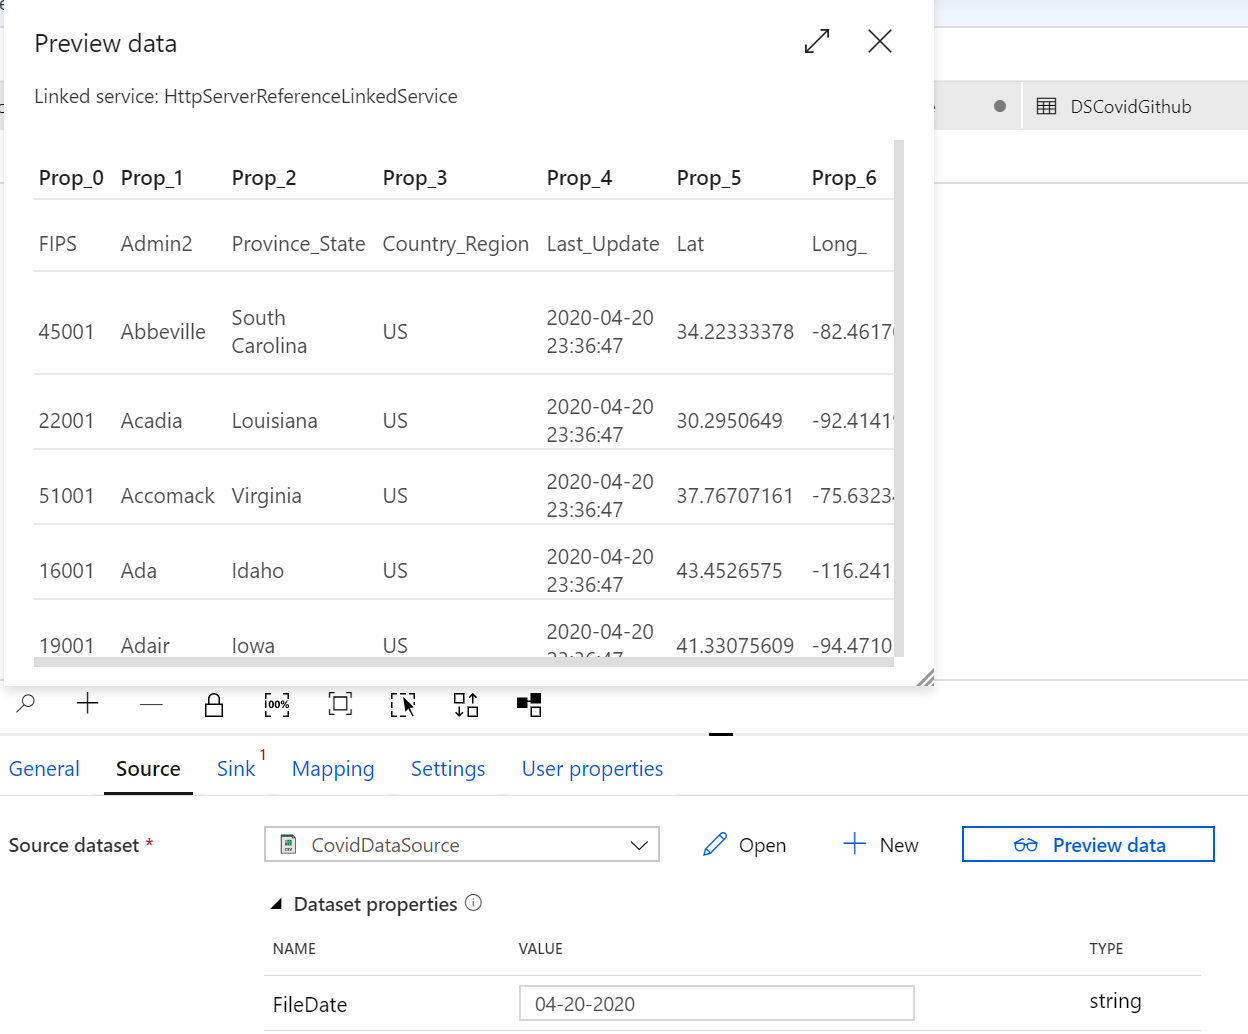 Preview data
Linked service: HttpServerReferenceLinkedService
DSCovidGithub
Prop_0 Prop_1 Prop_2 Prop_3 Prop_4 Prop_5 Prop_6
FIPS Admin2 Province_State Country_Region Last_Update Lat Long_
45001 Abbeville South Carolina US 2020-04-20 23:36:47 34.22333378 -82.4617
22001 Acadia Louisiana US 2020-04-20 23:36:47 30.2950649 -92.4141
51001 Accomack Virginia US 2020-04-20 23:36:47 37.76707161 -75.6323
16001 Ada Idaho US 2020-04-20 23:36:47 43.4526575 -116.241
19001 Adair Iowa US 2020-04-20 41.33075609 -94.4710
100%
General Source Sink 1 Mapping Settings User properties
Source dataset * CovidDataSource Open New Preview data
Dataset properties
NAME VALUE TYPE
FileDate 04-20-2020 string